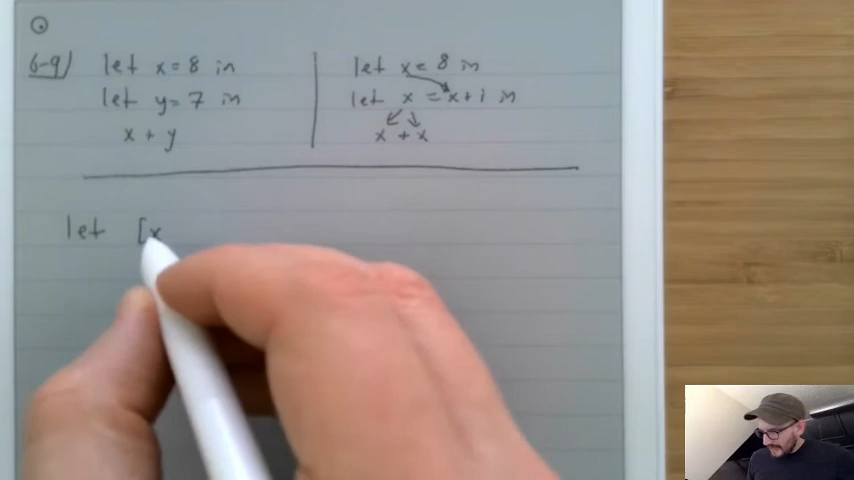 6-9) let x = 8 in
let y = 7 in
x + y
let x = 8 in
let x = x + 1 in
x + x
let [x